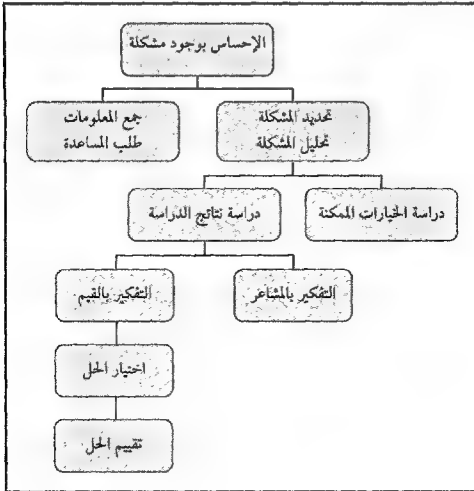 الإحساس بوجود مشكلة
تحديد المشكلة
تحليل المشكلة
جمع المعلومات
طلب المساعدة
دراسة الخيارات الممكنة
دراسة نتائج الدراسة
التفكير بالمشاعر
التفكير بالقيم
اختيار الحل
تقييم الحل